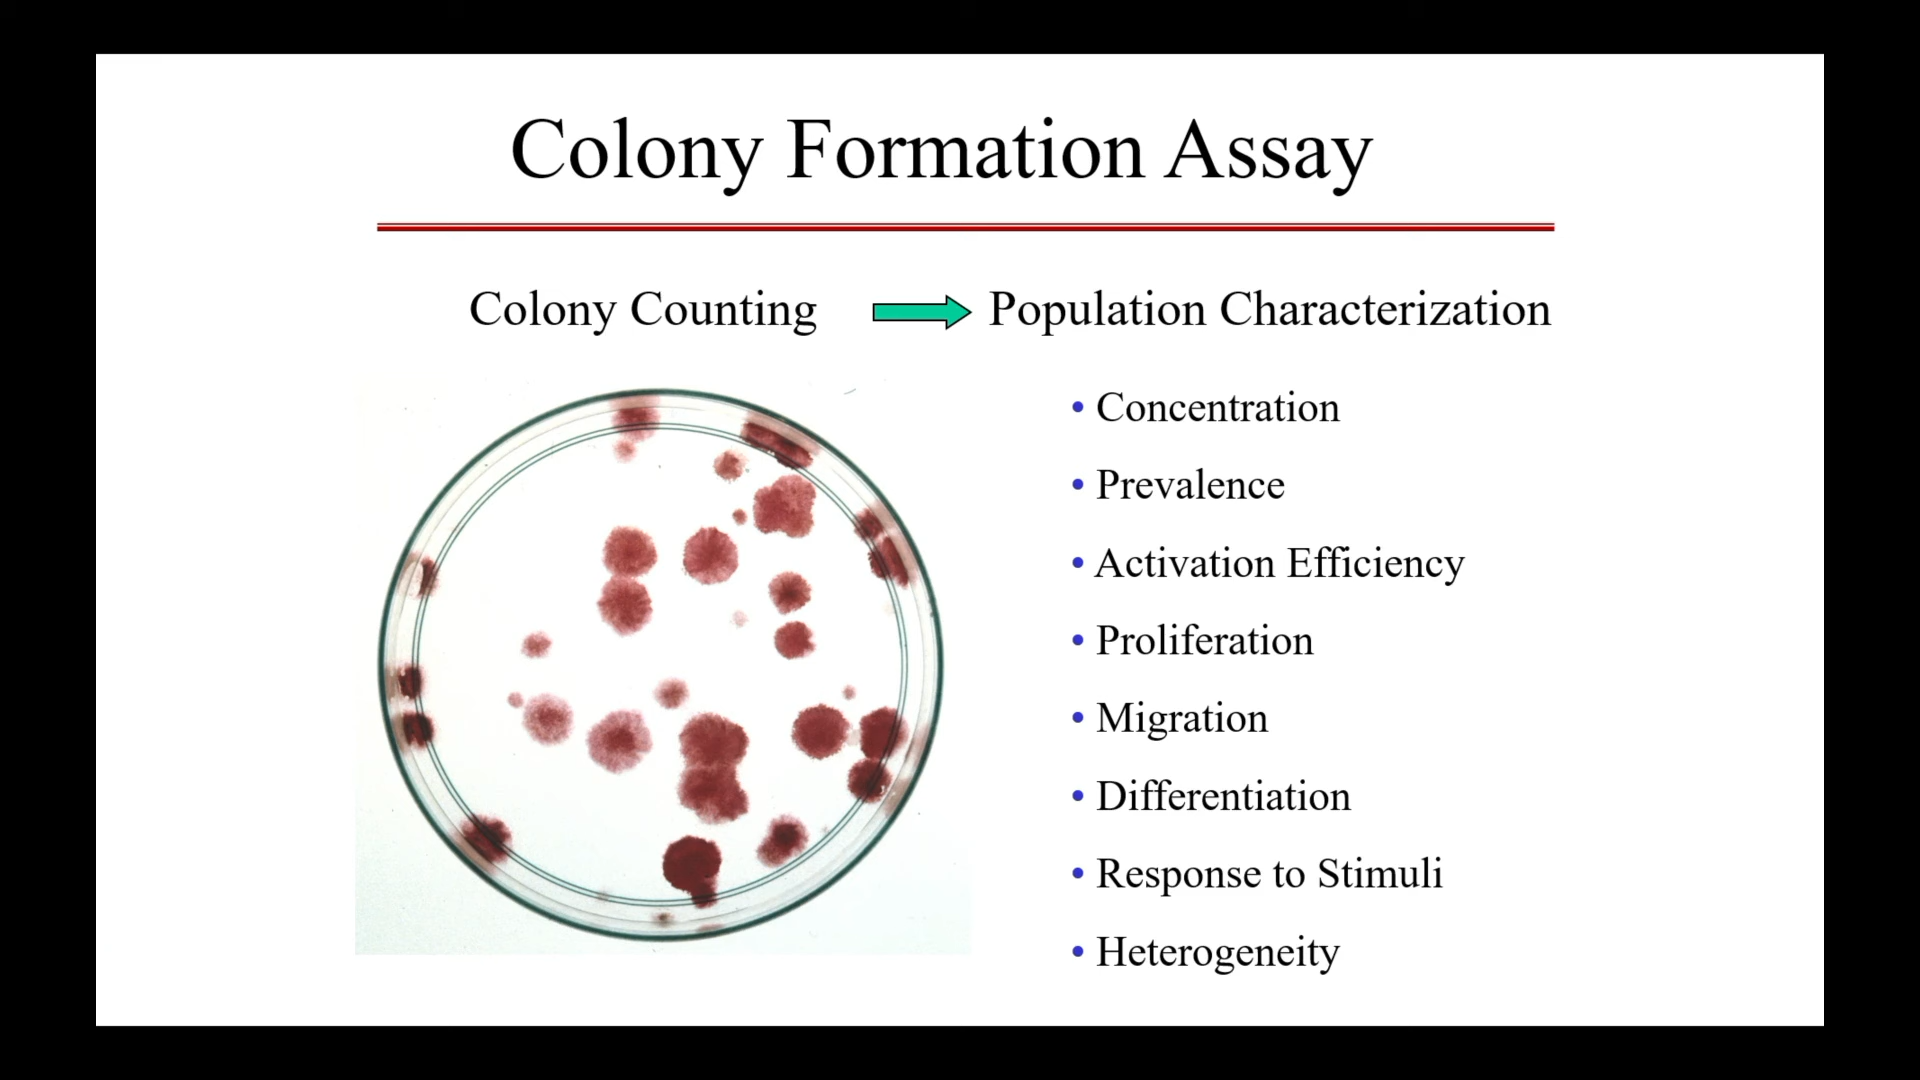 Colony Formation Assay
Colony Counting
Population Characterization
• Concentration
• Prevalence
• Activation Efficiency
• Proliferation
• Migration
• Differentiation
• Response to Stimuli
• Heterogeneity